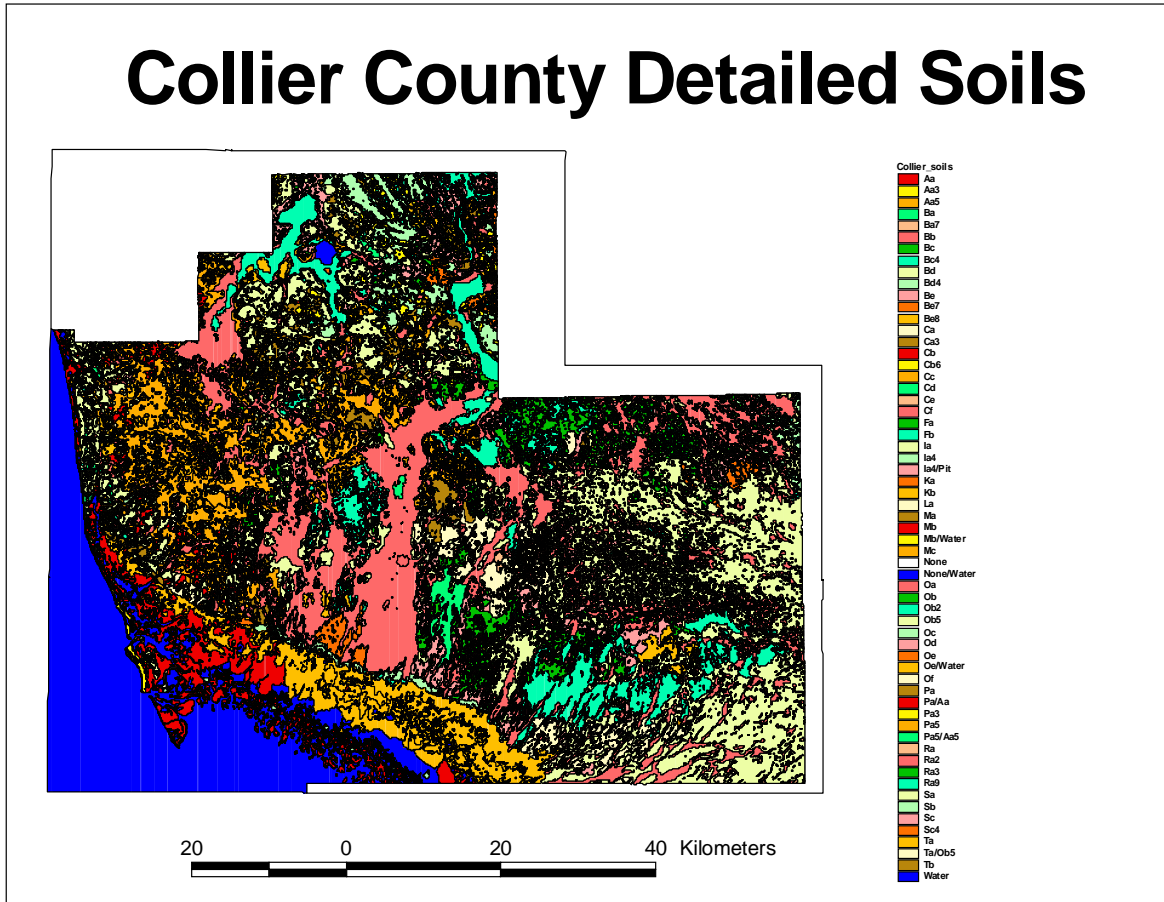 Collier County Detailed Soils
Collier_soils
Aa
Aa3
Aa5
Ba
Ba7
Bb
Bc
Bc4
Bd
Bd4
Be
Be7
Be8
Ca
Ca3
Cb
Cb6
Cc
Cd
Ce
Cf
Fa
Fb
Ia
Ia4
Ia4/Pit
Ka
Kb
La
Ma
Mb
Mb/Water
Mc
None
None/Water
Oa
Ob
Ob2
Ob5
Oc
Od
Oe
Oe/Water
Of
Pa
Pa/Aa
Pa3
Pa5
Pa5/Aa5
Ra
Ra2
Ra3
Ra9
Sa
Sb
Sc
Sc4
Ta
Ta/Ob5
Tb
Water
20 0 20 40 Kilometers